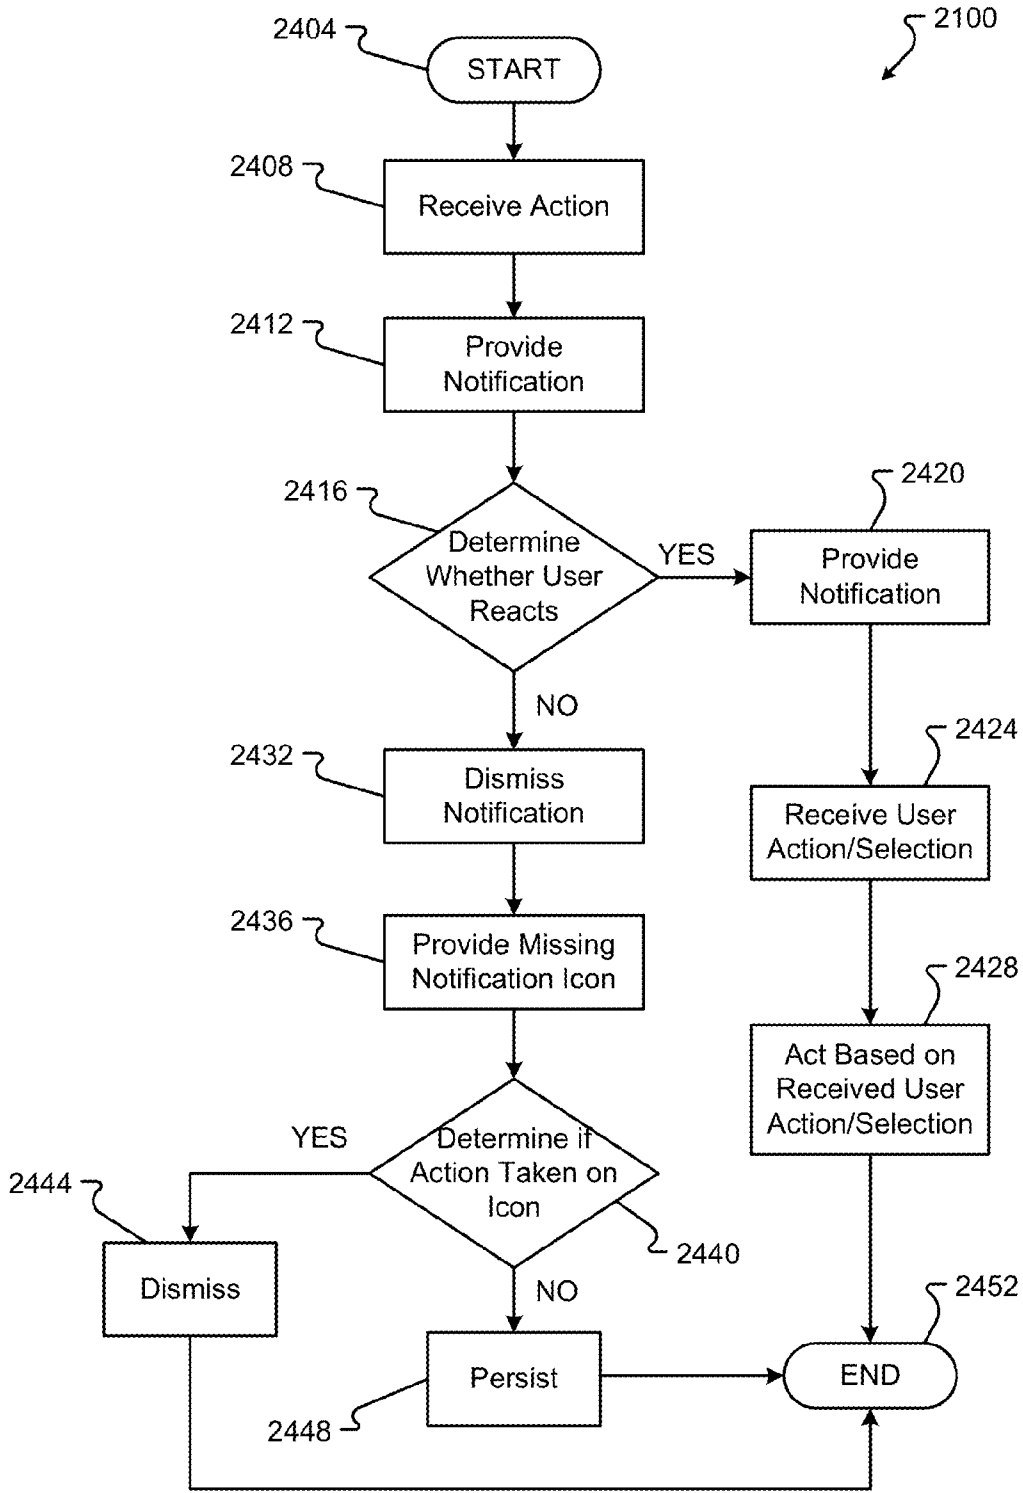 2404
START
2100
2408
Receive Action
2412
Provide
Notification
2416
Determine
Whether User
Reacts
YES
2420
Provide
Notification
NO
2424
Receive User
Action/Selection
2432
Dismiss
Notification
2436
Provide Missing
Notification Icon
2428
Act Based on
Received User
Action/Selection
YES
Determine if
Action Taken on
Icon
2440
2444
Dismiss
NO
2448
Persist
2452
END